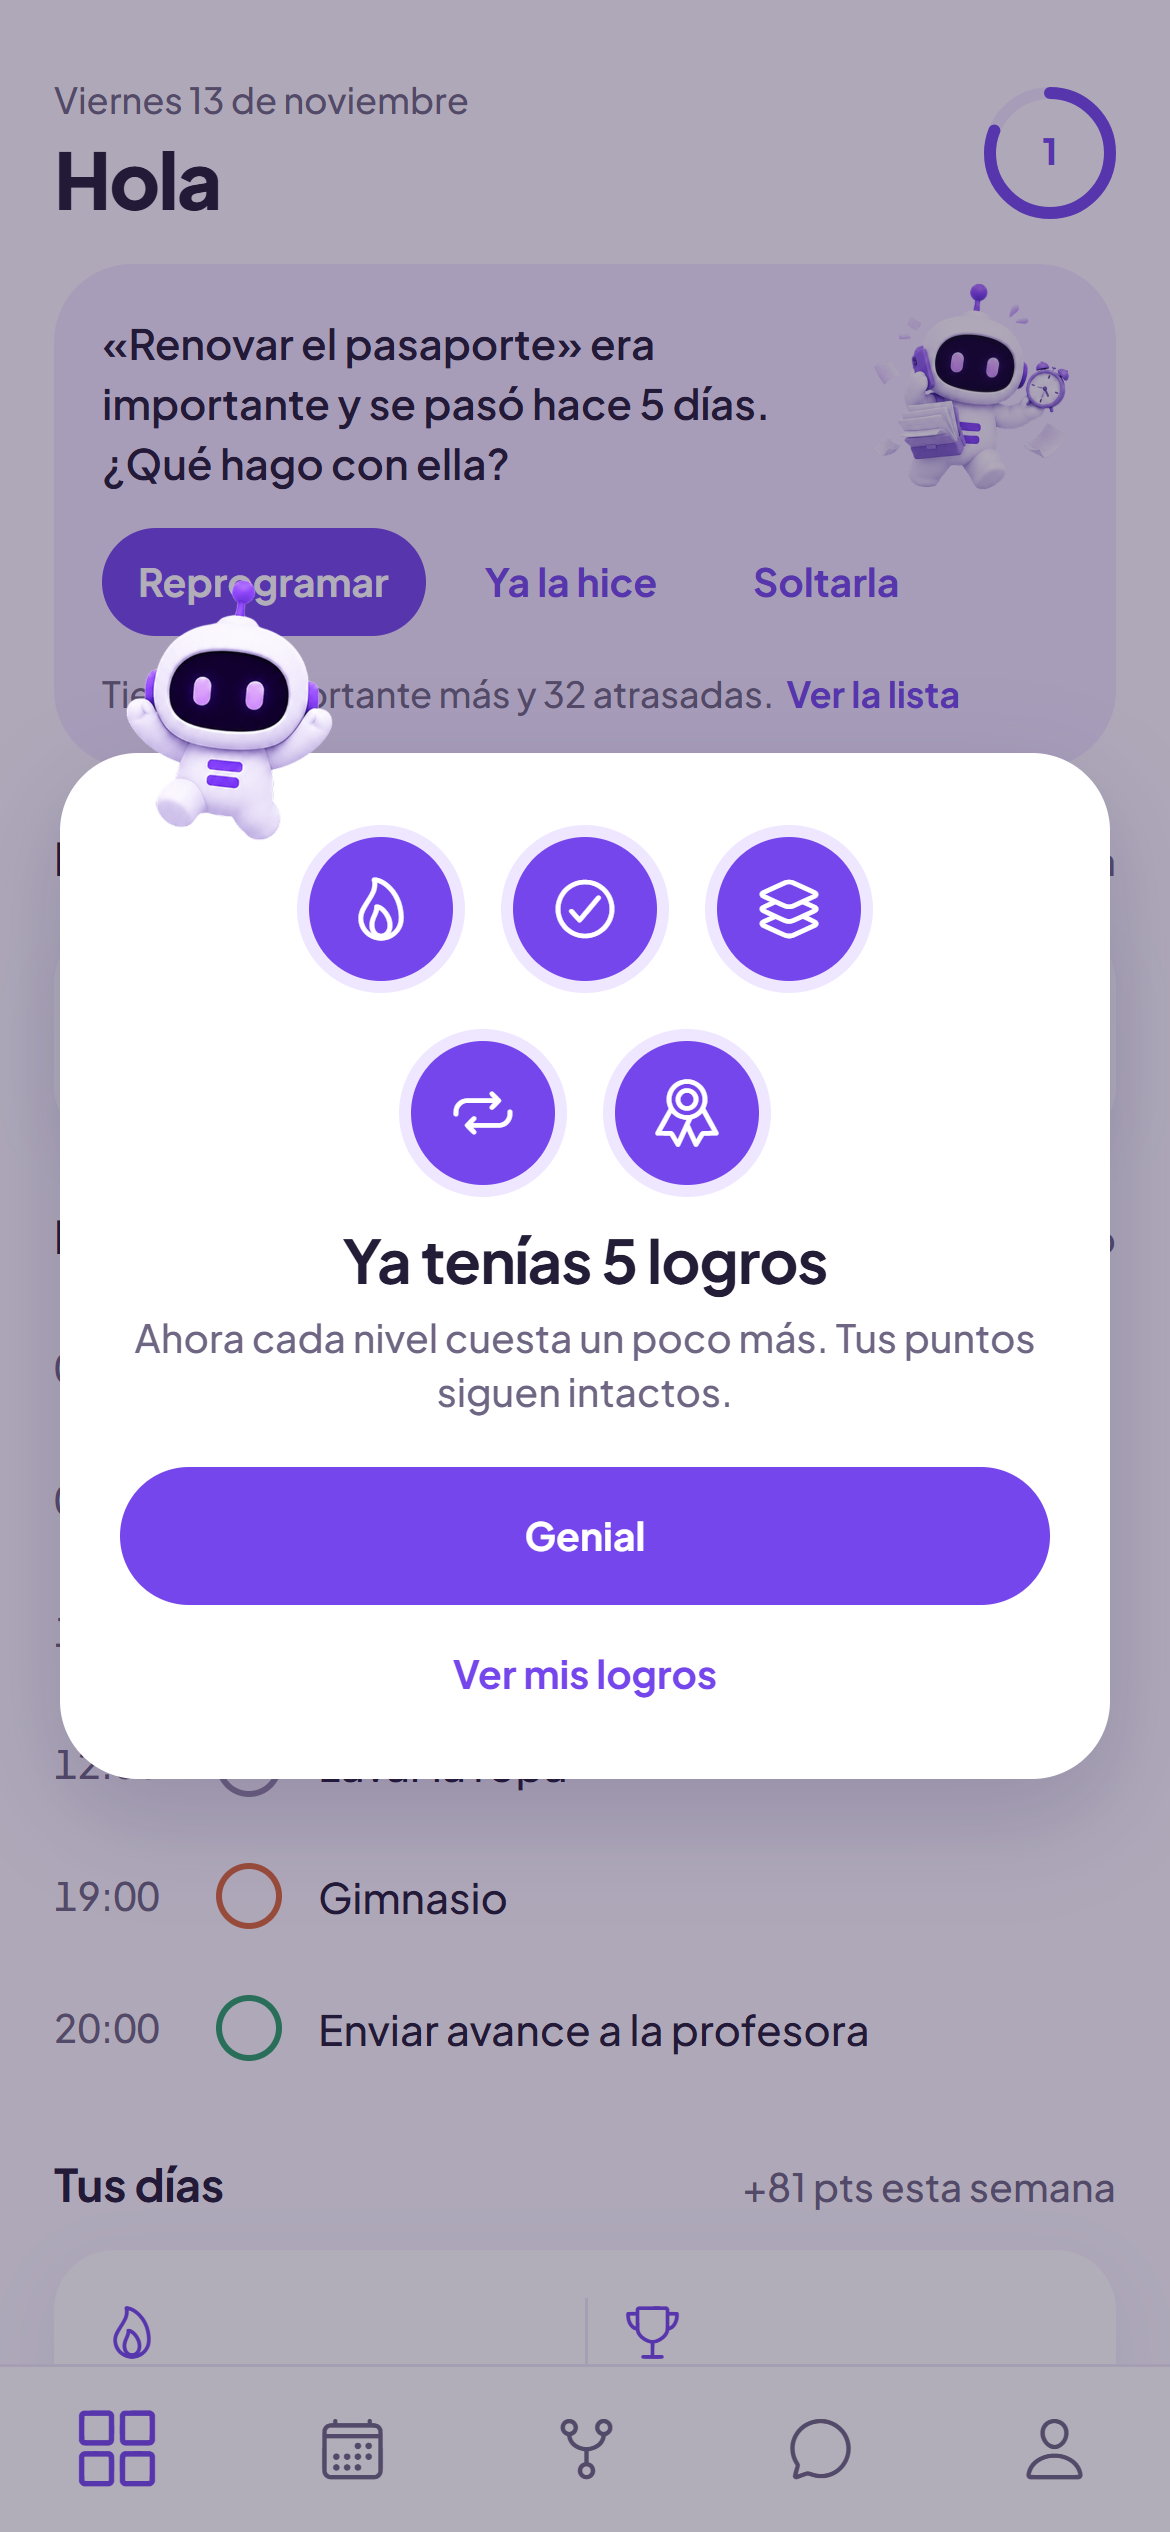 Viernes 13 de noviembre
Hola
1
«Renovar el pasaporte» era
importante y se pasó hace 5 días.
¿Qué hago con ella?
Reprogramar
Ya la hice
Soltarla
más y 32 atrasadas. Ver la lista
Ya tenías 5 logros
Ahora cada nivel cuesta un poco más. Tus puntos
siguen intactos.
Genial
Ver mis logros
19:00
Gimnasio
20:00
Enviar avance a la profesora
Tus días
+81 pts esta semana